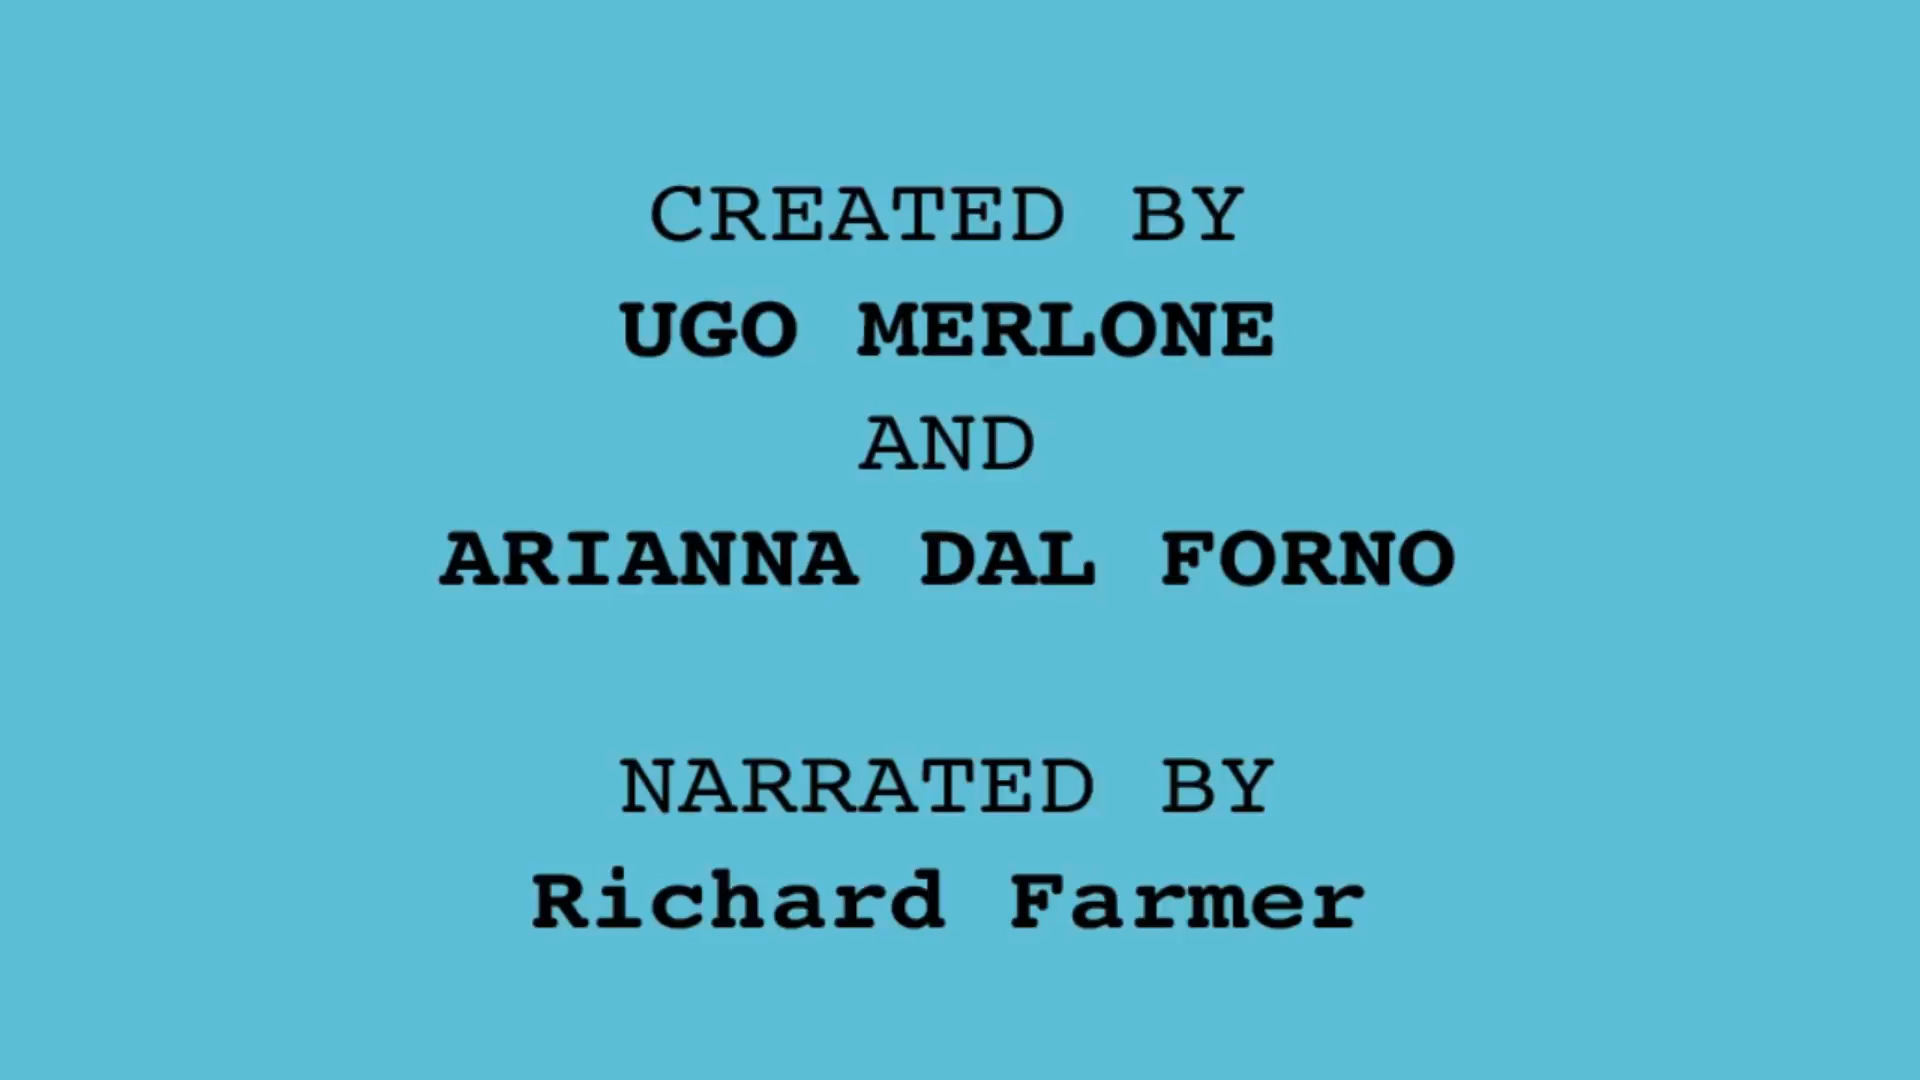 CREATED BY
UGO MERLONE
AND
ARIANNA DAL FORNO
NARRATED BY
Richard Farmer